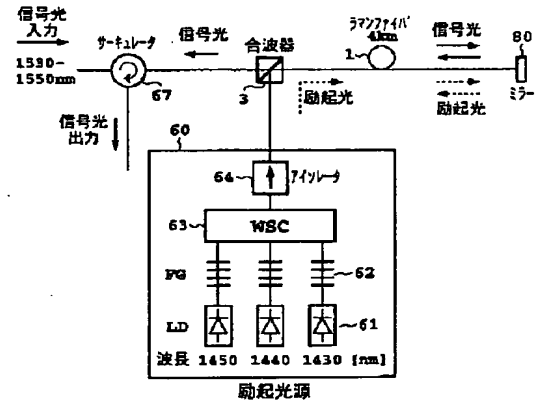 信号光
入力
1530-
1550nm
サーキュレータ
67
信号光
合波器
3
励起光
ラマンファイバ
4km
1
信号光
励起光
80
ミラー
信号光
出力
60
64
アイソレータ
63
WSC
FG
62
LD
61
波長 1450 1440 1430 [nm]
励起光源